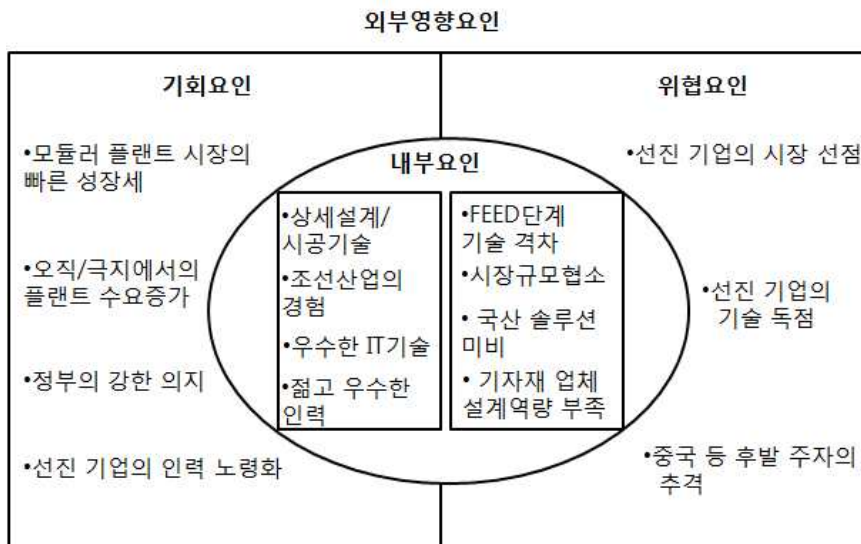 외부영향요인
기회요인
•모듈러 플랜트 시장의
빠른 성장세
•오직/극지에서의
플랜트 수요증가
•정부의 강한 의지
•선진 기업의 인력 노령화
내부요인
•상세설계/
시공기술
•조선산업의
경험
•우수한 IT기술
•젊고 우수한
인력
•FEED단계
기술 격차
•시장규모협소
• 국산 솔루션
미비
• 기자재 업체
설계역량 부족
위협요인
•선진 기업의 시장 선점
•선진 기업의
기술 독점
•중국 등 후발 주자의
추격